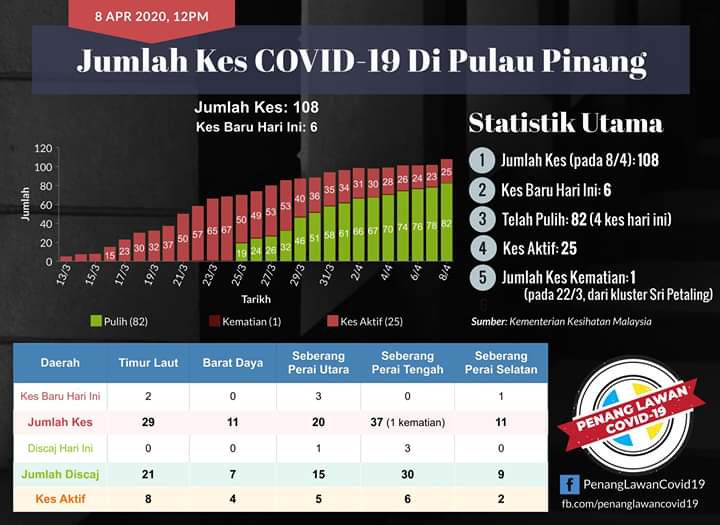 8 APR 2020, 12PM
Jumlah Kes COVID-19 Di Pulau Pinang
Jumlah Kes: 108
Kes Baru Hari Ini: 6
Jumlah
120
100
80
60
40
20
0
15 23 30 32 37 50 57 65 67 50 49 53 53 40 36 35 34 31 30 28 26 24 23 25
19 24 26 32 46 51 58 61 66 67 70 74 76 78 82
13/3 15/3 17/3 19/3 21/3 23/3 25/3 27/3 29/3 31/3 2/4 4/4 6/4 8/4
Tarikh
Pulih (82) Kematian (1) Kes Aktif (25)
Statistik Utama
1 Jumlah Kes (pada 8/4): 108
2 Kes Baru Hari Ini: 6
3 Telah Pulih: 82 (4 kes hari ini)
4 Kes Aktif: 25
5 Jumlah Kes Kematian: 1
(pada 22/3, dari kluster Sri Petaling)
Sumber: Kementerian Kesihatan Malaysia
Daerah Timur Laut Barat Daya Seberang Perai Utara Seberang Perai Tengah Seberang Perai Selatan
Kes Baru Hari Ini 2 0 3 0 1
Jumlah Kes 29 11 20 37 (1 kematian) 11
Discaj Hari Ini 0 0 1 3 0
Jumlah Discaj 21 7 15 30 9
Kes Aktif 8 4 5 6 2
PENANG LAWAN
COVID-19
PenangLawanCovid19
fb.com/penanglawancovid19